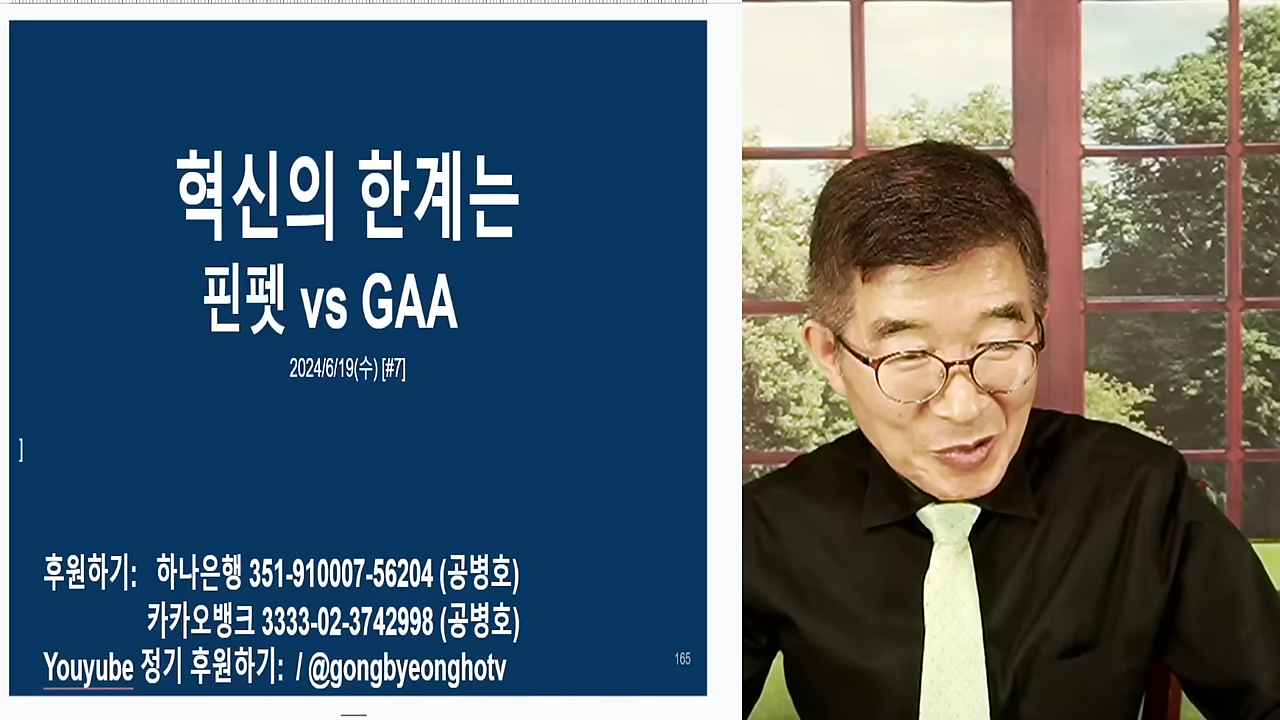 혁신의 한계는
핀펫 vs GAA
2024/6/19(수) [#7]
]
후원하기: 하나은행 351-910007-56204 (공병호)
카카오뱅크 3333-02-3742998 (공병호)
Youyube 정기 후원하기: / @gongbyeonghotv
165